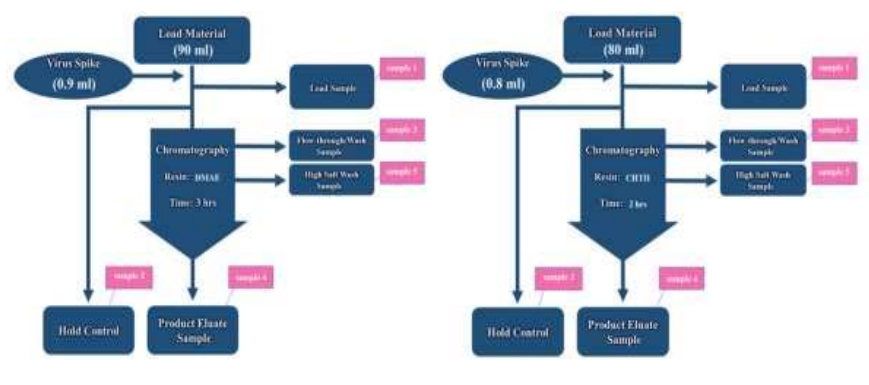 Load Material
(90 ml)
Virus Spike
(0.9 ml)
sample 1
Load Sample
sample 3
Flow through/Wash
Sample
Chromatography
Resin: DMAE
Time: 3 hrs
sample 5
High Salt Wash
Sample
sample 2
Hold Control
sample 4
Product Eluate
Sample
Load Material
(80 ml)
Virus Spike
(0.8 ml)
sample 1
Load Sample
sample 3
Flow through/Wash
Sample
Chromatography
Resin: CHTII
Time: 2 hrs
sample 5
High Salt Wash
Sample
sample 2
Hold Control
sample 4
Product Eluate
Sample